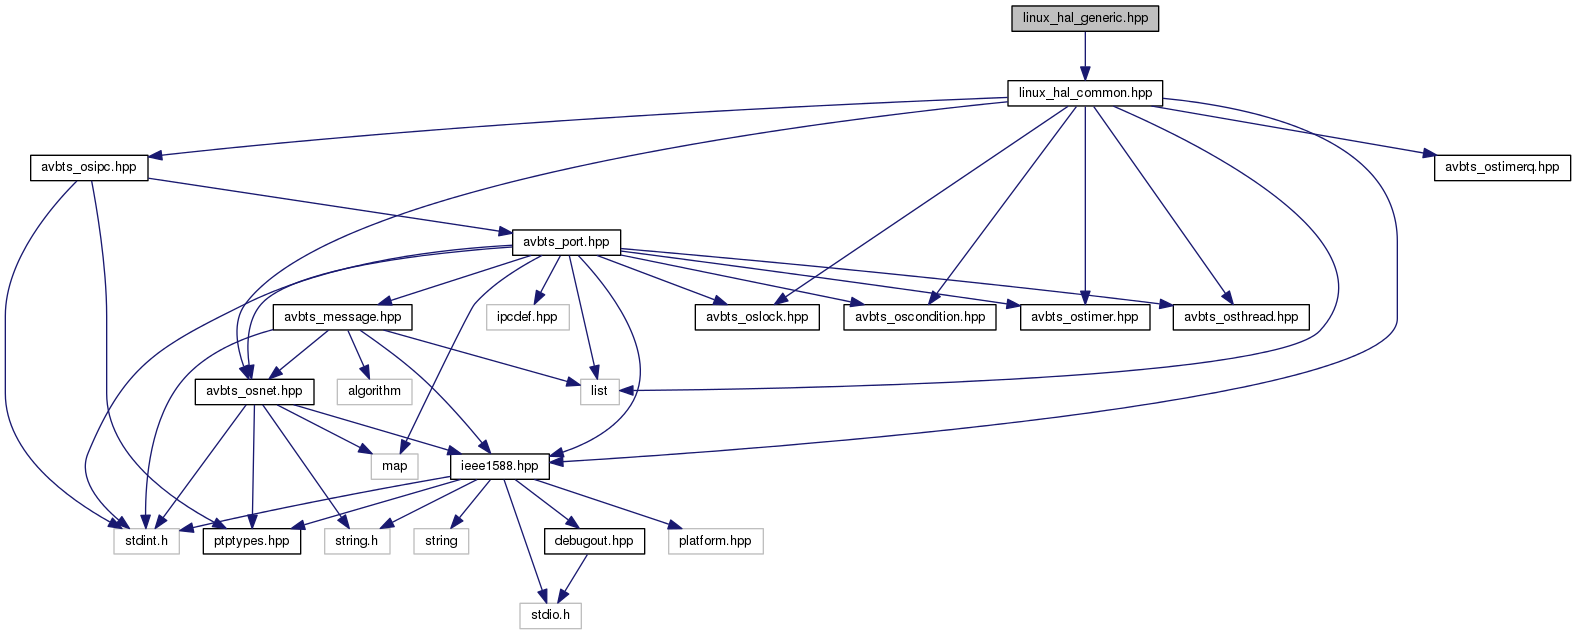 linux_hal_generic.hpp
linux_hal_common.hpp
avbts_osipc.hpp
avbts_ostimerq.hpp
avbts_port.hpp
avbts_message.hpp
ipcdef.hpp
avbts_oslock.hpp
avbts_oscondition.hpp
avbts_ostimer.hpp
avbts_osthread.hpp
avbts_osnet.hpp
algorithm
list
map
ieee1588.hpp
stdint.h
ptptypes.hpp
string.h
string
debugout.hpp
platform.hpp
stdio.h